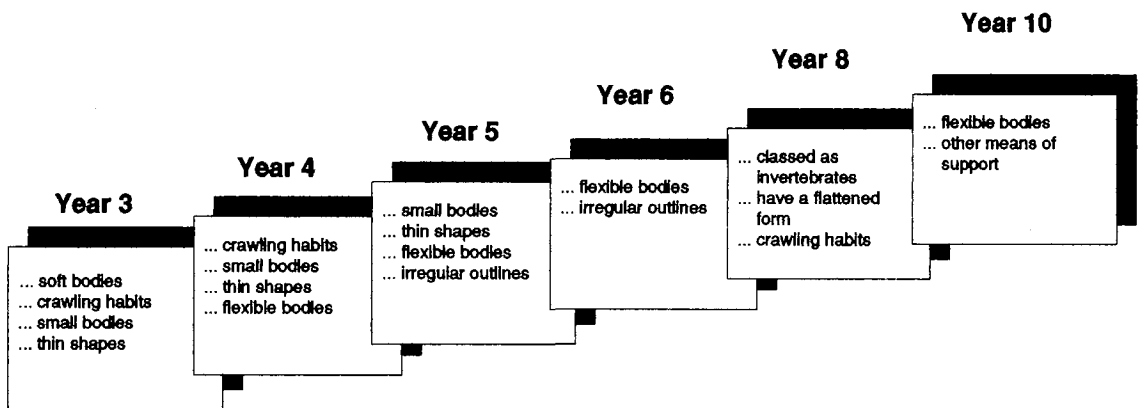 Year 3
... soft bodies
... crawling habits
... small bodies
... thin shapes
Year 4
... crawling habits
... small bodies
... thin shapes
... flexible bodies
Year 5
... small bodies
... thin shapes
... flexible bodies
... irregular outlines
Year 6
... flexible bodies
... irregular outlines
Year 8
... classed as
invertebrates
... have a flattened
form
... crawling habits
Year 10
... flexible bodies
... other means of
support